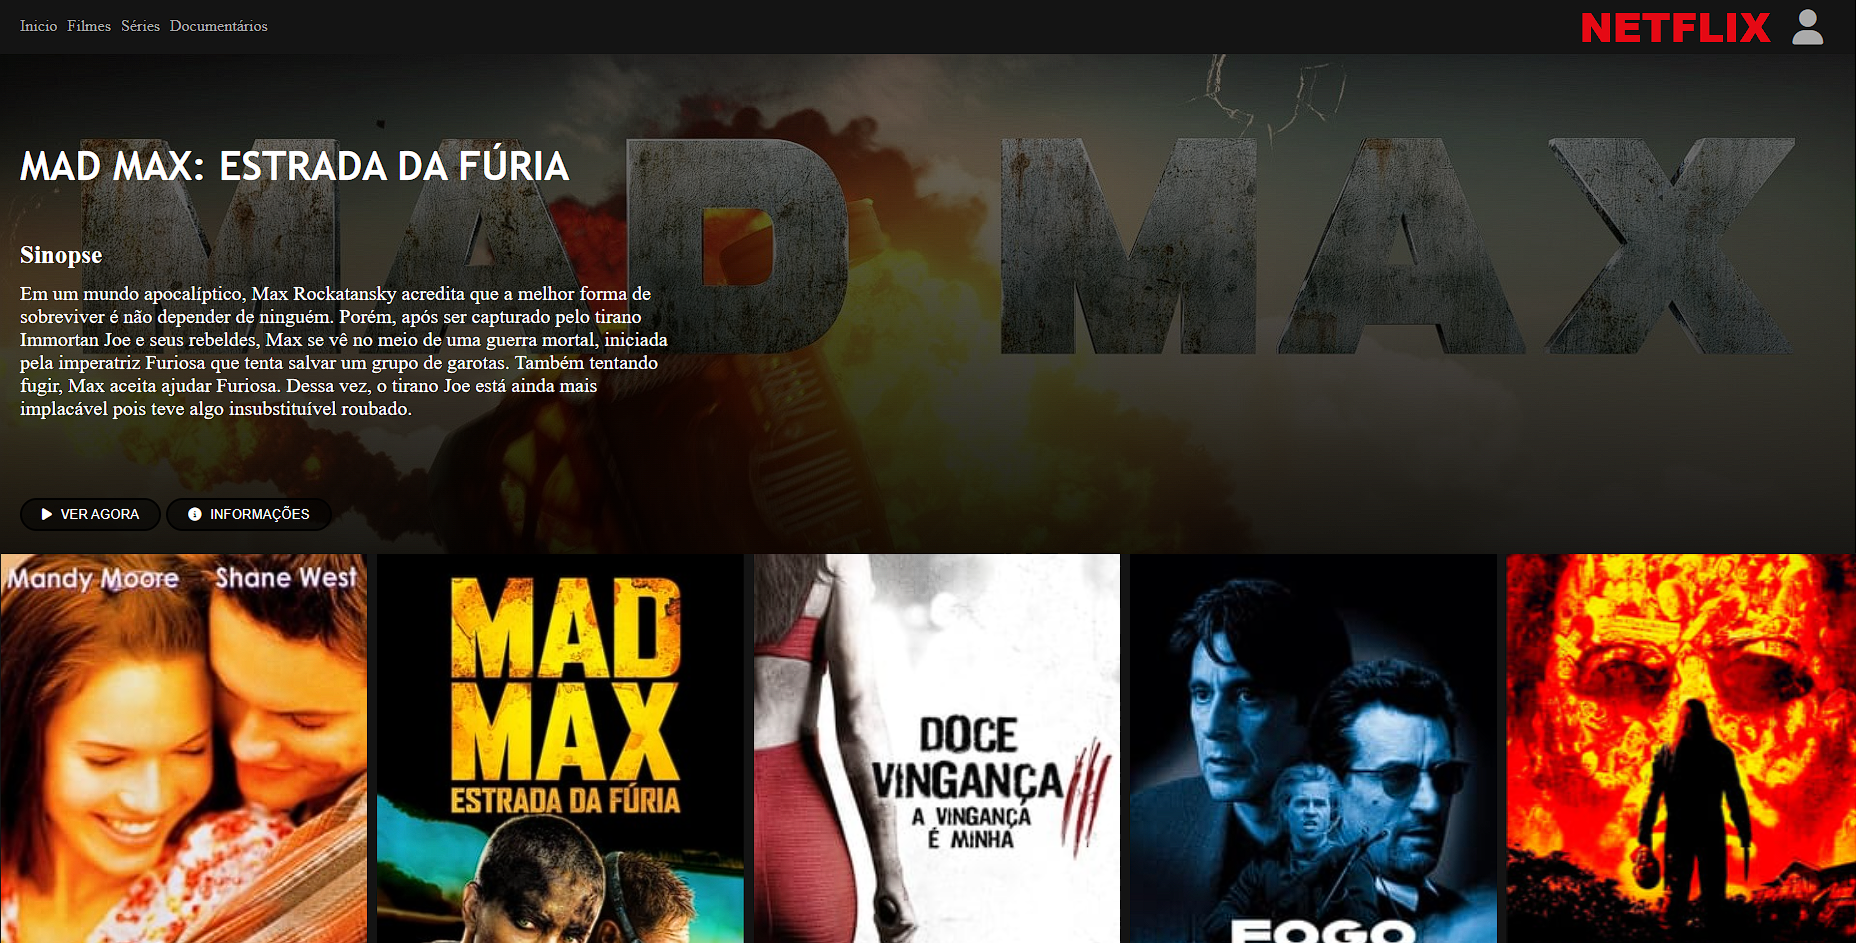 Inicio Filmes Séries Documentários
NETFLIX
MAD MAX
MAD MAX: ESTRADA DA FÚRIA
Sinopse
Em um mundo apocalíptico, Max Rockatansky acredita que a melhor forma de
sobreviver é não depender de ninguém. Porém, após ser capturado pelo tirano
Immortan Joe e seus rebeldes, Max se vê no meio de uma guerra mortal, iniciada
pela imperatriz Furiosa que tenta salvar um grupo de garotas. Também tentando
fugir, Max aceita ajudar Furiosa. Dessa vez, o tirano Joe está ainda mais
implacável pois teve algo insubstituível roubado.
VER AGORA
INFORMAÇÕES
Mandy Moore Shane West
MAD
MAX
ESTRADA DA FÚRIA
DOCE
VINGANÇA III
A VINGANÇA
É MINHA
FOGO